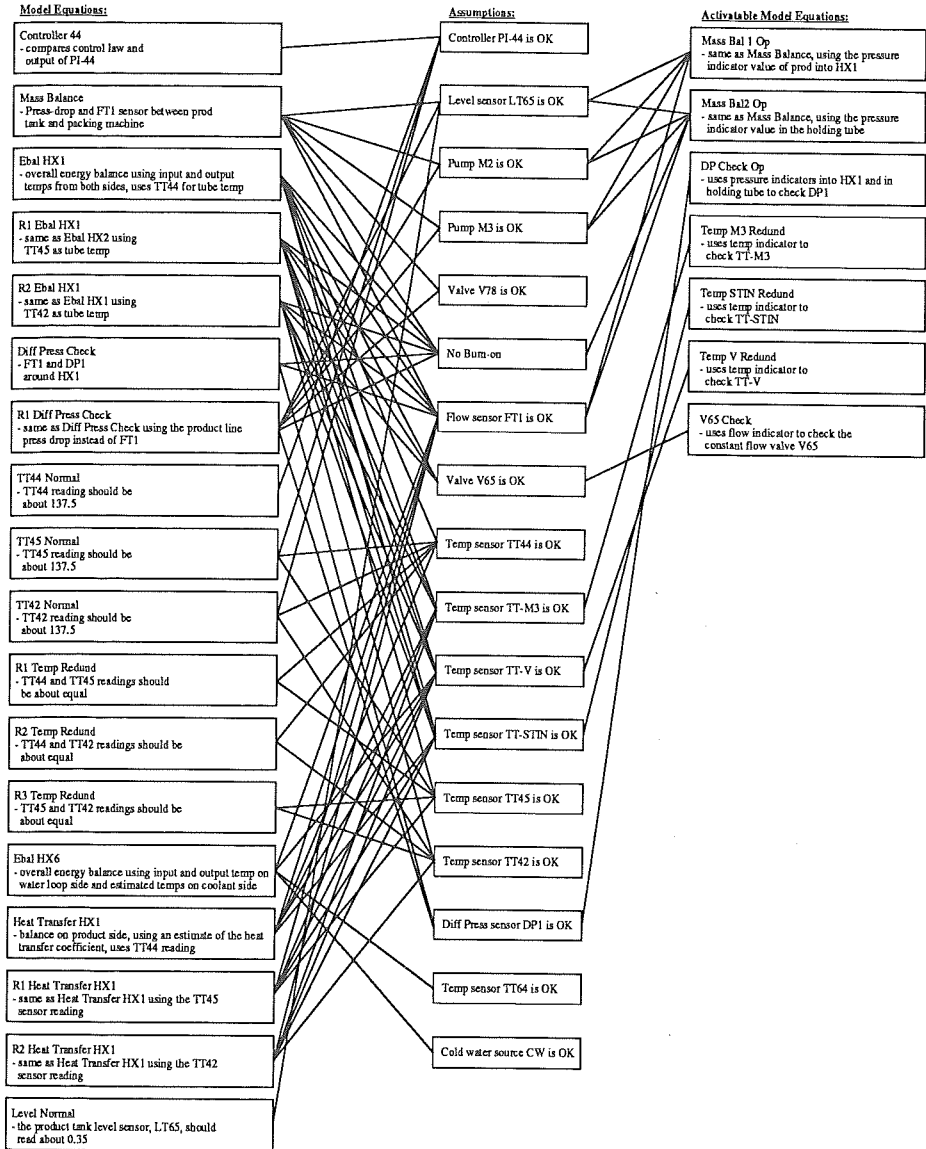 Model Equations:
Controller 44
- compares control law and
output of PI-44
Mass Balance
- Press-drop and FT1 sensor between prod
tank and packing machine
Ebal HX1
- overall energy balance using input and output
temps from both sides, uses TT44 for tube temp
R1 Ebal HX1
- same as Ebal HX2 using
TT45 as tube temp
R2 Ebal HX1
- same as Ebal HX1 using
TT42 as tube temp
Diff Press Check
- FT1 and DP1
around HX1
R1 Diff Press Check
- same as Diff Press Check using the product line
press drop instead of FT1
TT44 Normal
- TT44 reading should be
about 137.5
TT45 Normal
- TT45 reading should be
about 137.5
TT42 Normal
- TT42 reading should be
about 137.5
R1 Temp Redund
- TT44 and TT45 readings should
be about equal
R2 Temp Redund
- TT44 and TT42 readings should be
about equal
R3 Temp Redund
- TT45 and TT42 readings should be
about equal
Ebal HX6
- overall energy balance using input and output temp on
water loop side and estimated temps on coolant side
Heat Transfer HX1
- balance on product side, using an estimate of the heat
transfer coefficient, uses TT44 reading
R1 Heat Transfer HX1
- same as Heat Transfer HX1 using the TT45
sensor reading
R2 Heat Transfer HX1
- same as Heat Transfer HX1 using the TT42
sensor reading
Level Normal
- the product tank level sensor, LT65, should
read about 0.35
Assumptions:
Controller PI-44 is OK
Level sensor LT65 is OK
Pump M2 is OK
Pump M3 is OK
Valve V78 is OK
No Burn-on
Flow sensor FT1 is OK
Valve V65 is OK
Temp sensor TT44 is OK
Temp sensor TT-M3 is OK
Temp sensor TT-V is OK
Temp sensor TT-STIN is OK
Temp sensor TT45 is OK
Temp sensor TT42 is OK
Diff Press sensor DP1 is OK
Temp sensor TT64 is OK
Cold water source CW is OK
Activatable Model Equations:
Mass Bal 1 Op
- same as Mass Balance, using the pressure
indicator value of prod into HX1
Mass Bal2 Op
- same as Mass Balance, using the pressure
indicator value in the holding tube
DP Check Op
- uses pressure indicators into HX1 and in
holding tube to check DP1
Temp M3 Redund
- uses temp indicator to
check TT-M3
Temp STIN Redund
- uses temp indicator to
check TT-STIN
Temp V Redund
- uses temp indicator to
check TT-V
V65 Check
- uses flow indicator to check the
constant flow valve V65